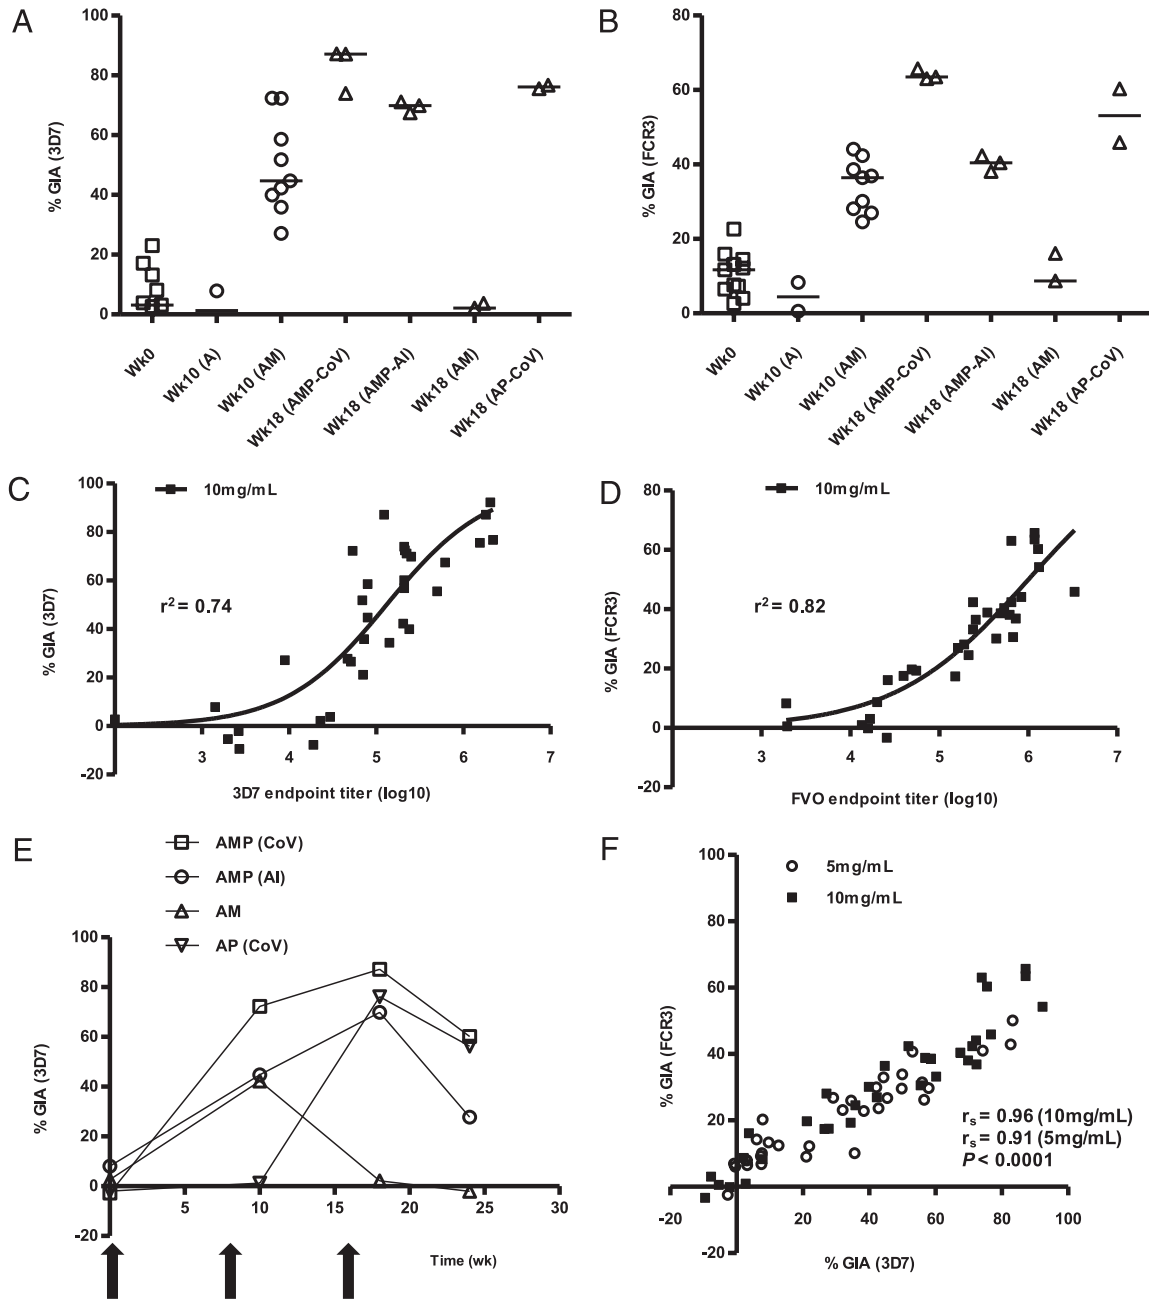 A
100
80
60
40
20
0
% GIA (3D7)
Wk0
Wk10 (A)
Wk10 (AM)
Wk18 (AMP-CoV)
Wk18 (AMP-AI)
Wk18 (AM)
Wk18 (AP-CoV)
B
80
60
40
20
0
% GIA (FCR3)
Wk0
Wk10 (A)
Wk10 (AM)
Wk18 (AMP-CoV)
Wk18 (AMP-AI)
Wk18 (AM)
Wk18 (AP-CoV)
C
10mg/mL
r² = 0.74
100
80
60
40
20
0
-20
% GIA (3D7)
3 4 5 6 7
3D7 endpoint titer (log10)
D
10mg/mL
r² = 0.82
80
60
40
20
0
-20
% GIA (FCR3)
3 4 5 6 7
FVO endpoint titer (log10)
E
AMP (CoV)
AMP (AI)
AM
AP (CoV)
100
80
60
40
20
0
-20
% GIA (3D7)
5 10 15 20 25 30
Time (wk)
F
5mg/mL
10mg/mL
100
80
60
40
20
-20
% GIA (FCR3)
rs = 0.96 (10mg/mL)
rs = 0.91 (5mg/mL)
P < 0.0001
-20 20 40 60 80 100
% GIA (3D7)